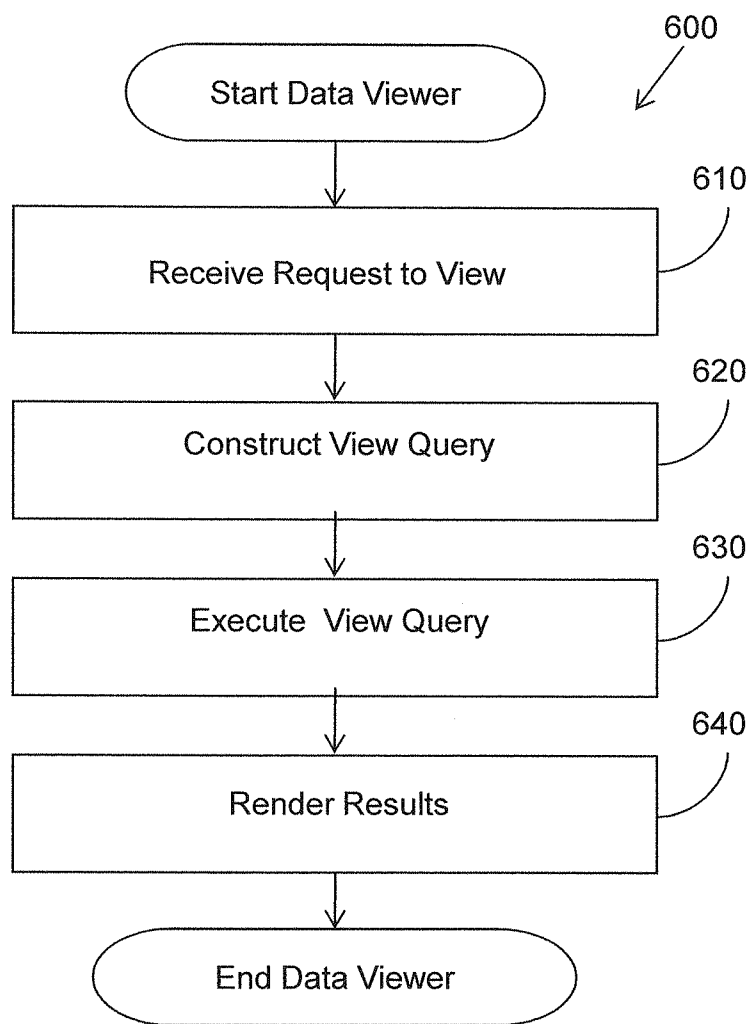 600
Start Data Viewer
610
Receive Request to View
620
Construct View Query
630
Execute View Query
640
Render Results
End Data Viewer